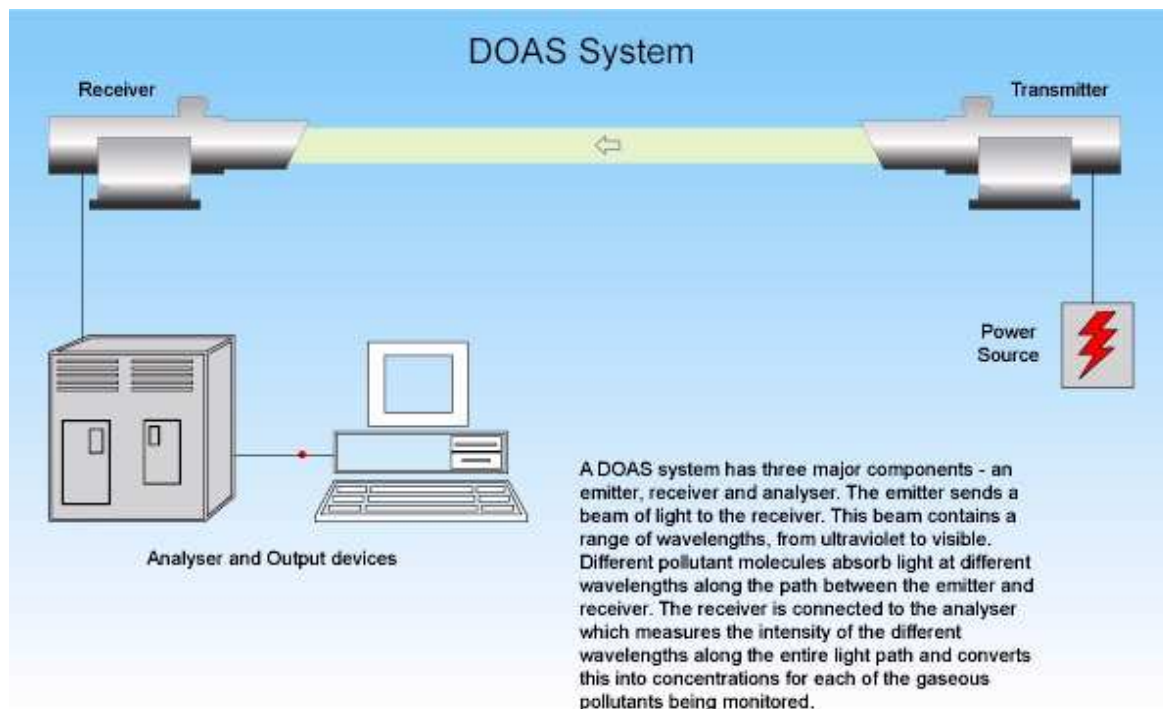 DOAS System
Receiver
Transmitter
Power
Source
Analyser and Output devices
A DOAS system has three major components - an
emitter, receiver and analyser. The emitter sends a
beam of light to the receiver. This beam contains a
range of wavelengths, from ultraviolet to visible.
Different pollutant molecules absorb light at different
wavelengths along the path between the emitter and
receiver. The receiver is connected to the analyser
which measures the intensity of the different
wavelengths along the entire light path and converts
this into concentrations for each of the gaseous
pollutants being monitored.